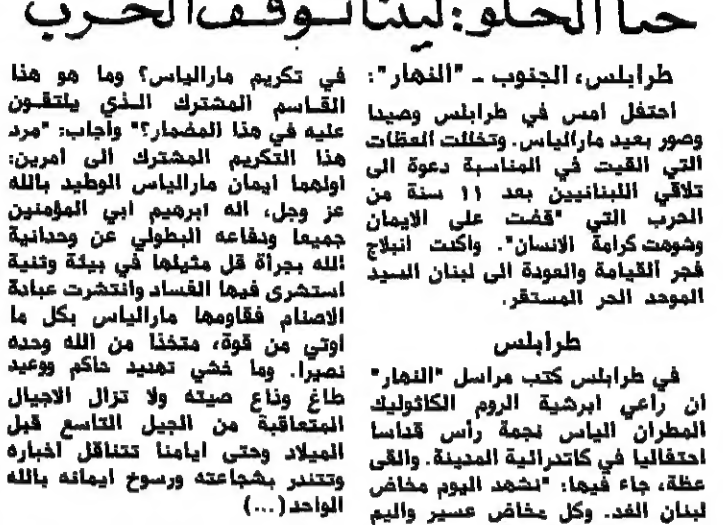 حنا الحلو: ليتنا نوقف الحرب
طرابلس، الجنوب ـ "النهار":
احتفل امس في طرابلس وصيدا
وصور بعيد مارالياس. وتخللت العظات
التي القيت في المناسبة دعوة الى
تلاقي اللبنانيين بعد ١١ سنة من
الحرب التي "قضت على الايمان
وشوهت كرامة الانسان". واكدت انبلاج
فجر القيامة والعودة الى لبنان السيد
الموحد الحر المستقر.
طرابلس
في طرابلس كتب مراسل "النهار"
ان راعي ابرشية الروم الكاثوليك
المطران الياس نجمة رأس قداسا
احتفاليا في كاتدرائية المدينة. والقى
عظة، جاء فيها: "نشهد اليوم مخاض
لبنان الغد. وكل مخاض عسير واليم
في تكريم مارالياس؟ وما هو هذا
القاسم المشترك الذي يلتقون
عليه في هذا المضمار؟" واجاب: "مرد
هذا التكريم المشترك الى امرين:
اولهما ايمان مارالياس الوطيد بالله
عز وجل، اله ابرهيم ابي المؤمنين
جميعا ودفاعه البطولي عن وحدانية
الله بجرأة قل مثيلها في بيئة وثنية
استشرى فيها الفساد وانتشرت عبادة
الاصنام فقاومها مارالياس بكل ما
اوتي من قوة، متخذا من الله وحده
نصيرا. وما خشي تهديد حاكم ووعيد
طاغ وذاع صيته ولا تزال الاجيال
المتعاقبة من الجيل التاسع قبل
الميلاد وحتى ايامنا تتناقل اخباره
وتتندر بشجاعته ورسوخ ايمانه بالله
الواحد (...)